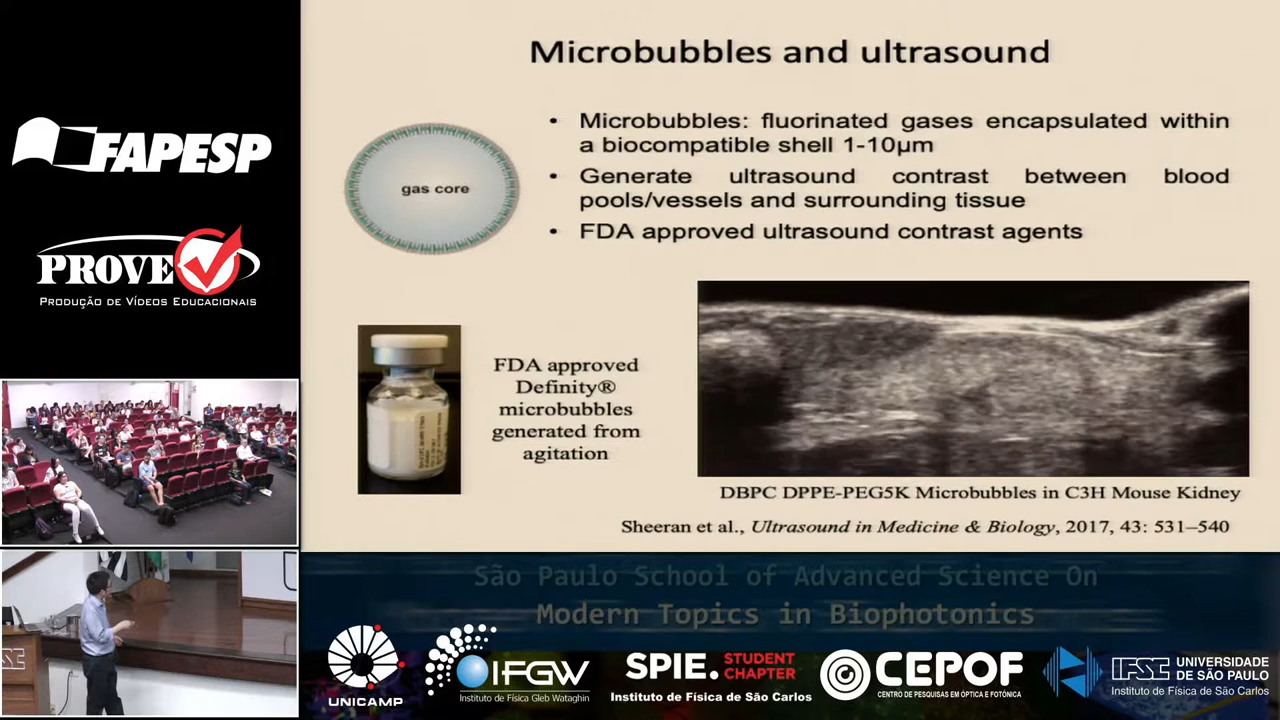 FAPESP
PROVE
PRODUÇÃO DE VÍDEOS EDUCACIONAIS
Microbubbles and ultrasound
gas core
• Microbubbles: fluorinated gases encapsulated within
a biocompatible shell 1-10µm
• Generate ultrasound contrast between blood
pools/vessels and surrounding tissue
• FDA approved ultrasound contrast agents
FDA approved
Definity®
microbubbles
generated from
agitation
DBPC DPPE-PEG5K Microbubbles in C3H Mouse Kidney
Sheeran et al., Ultrasound in Medicine & Biology, 2017, 43: 531–540
São Paulo School of Advanced Science On
Modern Topics in Biophotonics
UNICAMP
IFGW
Instituto de Física Gleb Wataghin
SPIE. STUDENT
CHAPTER
Instituto de Física de São Carlos
CEPOF
CENTRO DE PESQUISAS EM ÓPTICA E FOTÔNICA
IFSC UNIVERSIDADE
DE SÃO PAULO
Instituto de Física de São Carlos